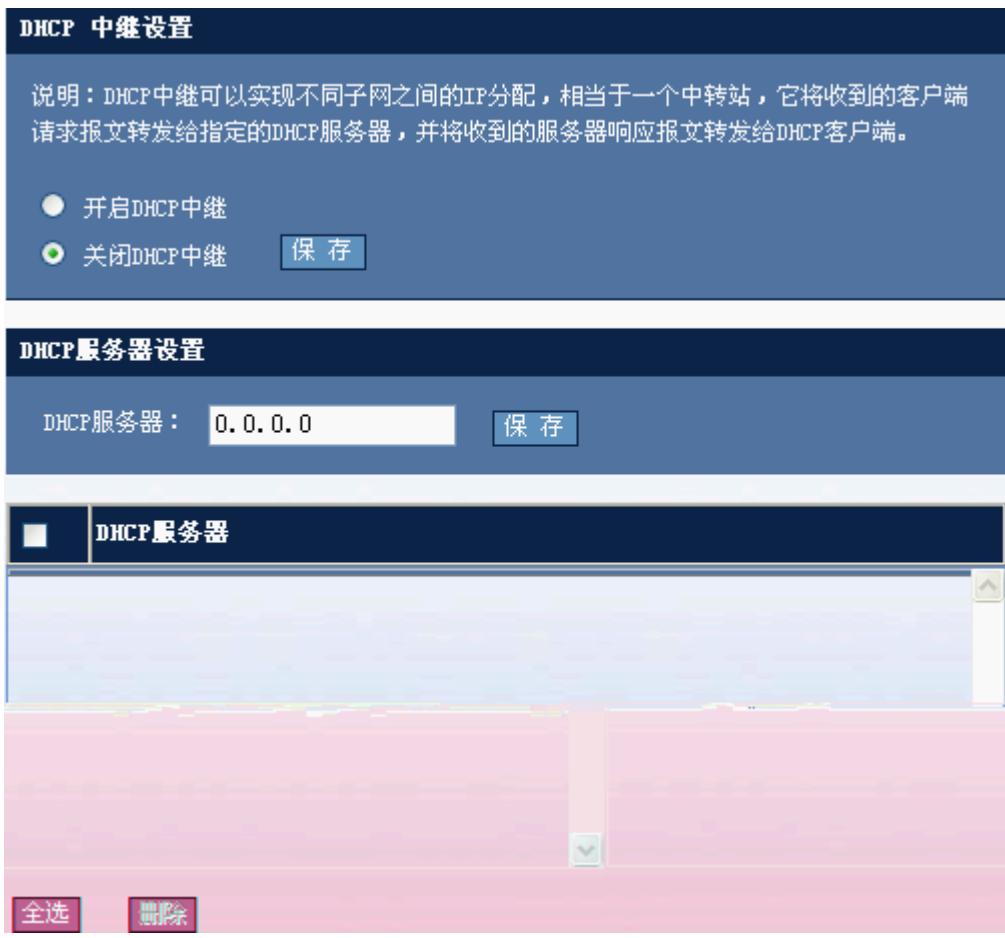 DHCP 中继设置
说明：DHCP中继可以实现不同子网之间的IP分配，相当于一个中转站，它将收到的客户端
请求报文转发给指定的DHCP服务器，并将收到的服务器响应报文转发给DHCP客户端。
开启DHCP中继
关闭DHCP中继 保 存
DHCP服务器设置
DHCP服务器： 0.0.0.0 保 存
DHCP服务器
全选 删除